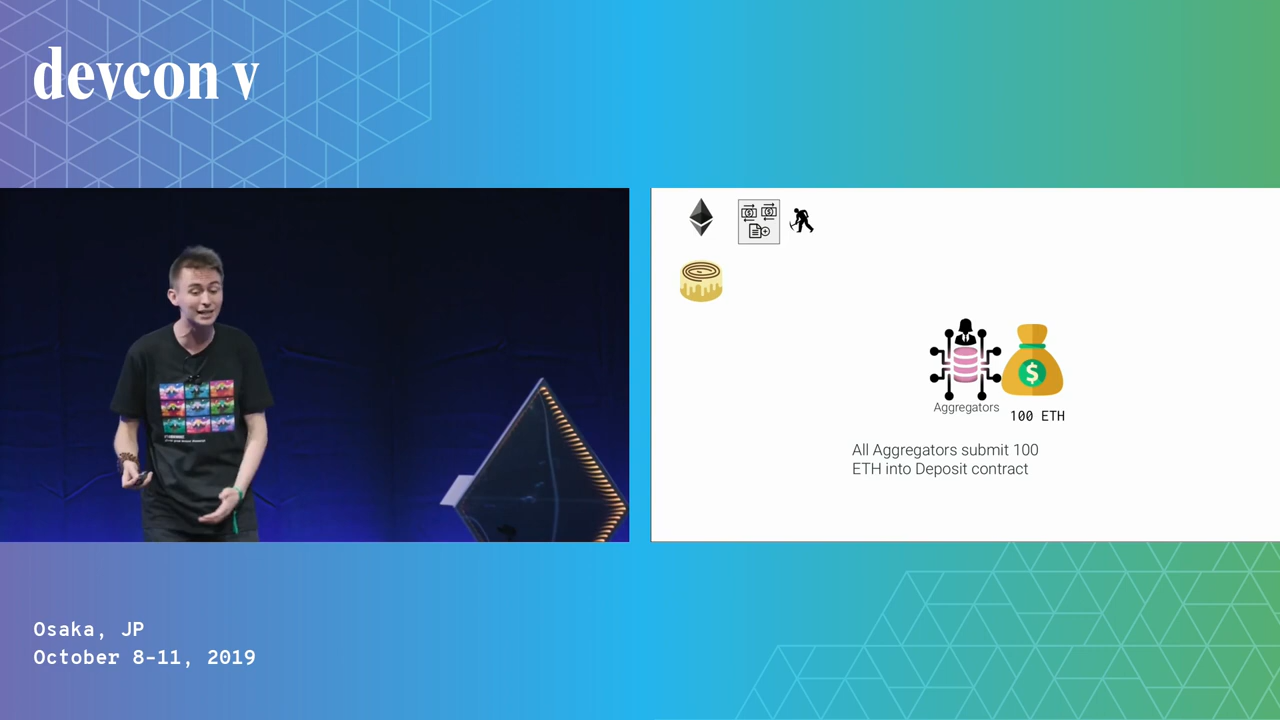 devcon v
Aggregators
100 ETH
All Aggregators submit 100
ETH into Deposit contract
Osaka, JP
October 8-11, 2019